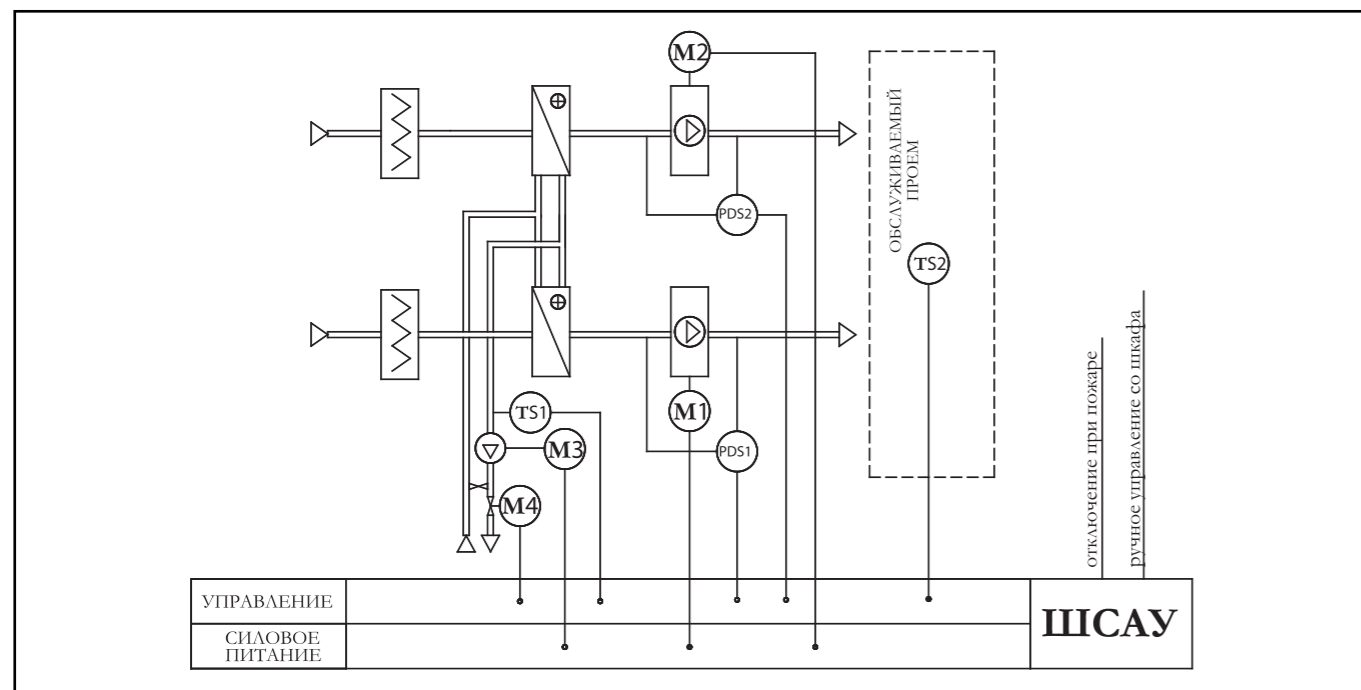 M2
ОБСЛУЖИВАЕМЫЙ
ПРОЕМ
PDS2
TS2
TS1
M1
M3
PDS1
M4
отключение при пожаре
ручное управление со шкафа
УПРАВЛЕНИЕ
СИЛОВОЕ
ПИТАНИЕ
ШСАУ